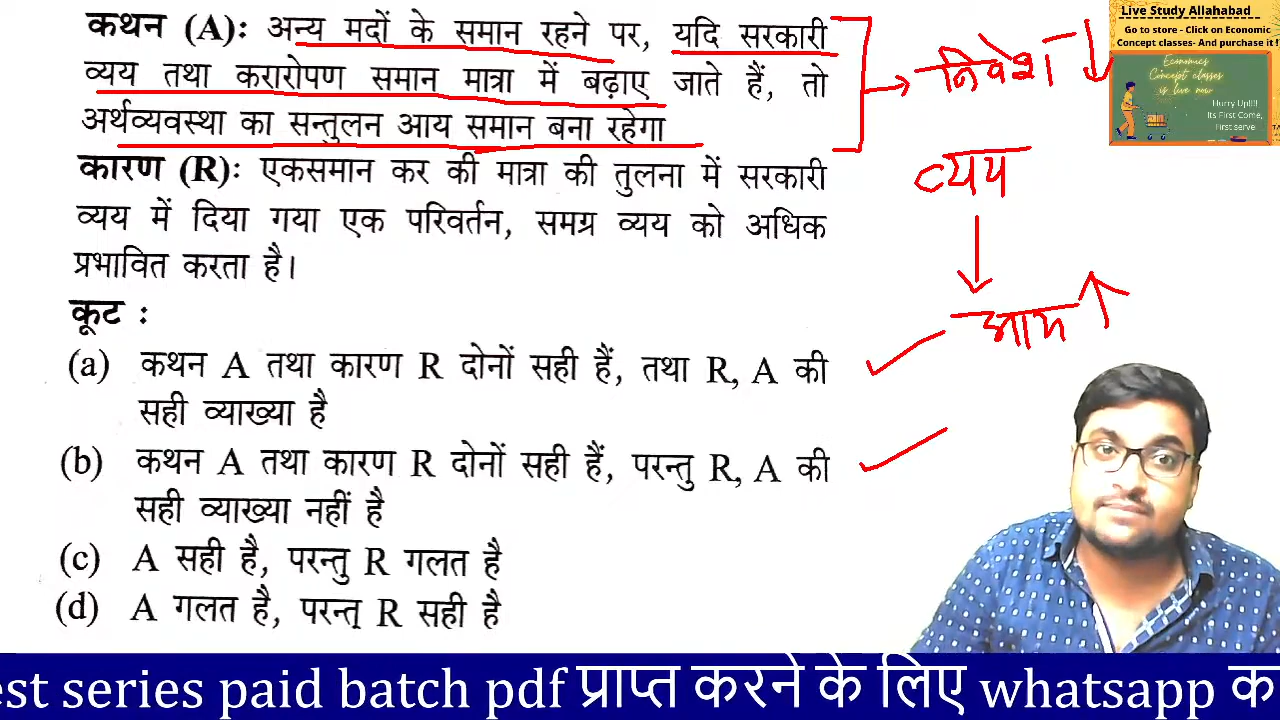 कथन (A): अन्य मदों के समान रहने पर, यदि सरकारी
व्यय तथा करारोपण समान मात्रा में बढ़ाए जाते हैं, तो
अर्थव्यवस्था का सन्तुलन आय समान बना रहेगा
कारण (R): एकसमान कर की मात्रा की तुलना में सरकारी
व्यय में दिया गया एक परिवर्तन, समग्र व्यय को अधिक
प्रभावित करता है।
कूट :
(a) कथन A तथा कारण R दोनों सही हैं, तथा R, A की
सही व्याख्या है
(b) कथन A तथा कारण R दोनों सही हैं, परन्तु R, A की
सही व्याख्या नहीं है
(c) A सही है, परन्तु R गलत है
(d) A गलत है, परन्त् R सही है
निवेश
व्यय
आय
Live Study Allahabad
Go to store - Click on Economic
Concept classes- And purchase it f
Economics
Concept classes
is live now
Hurry Up!!!!
Its First Come,
First serve
est series paid batch pdf प्राप्त करने के लिए whatsapp क